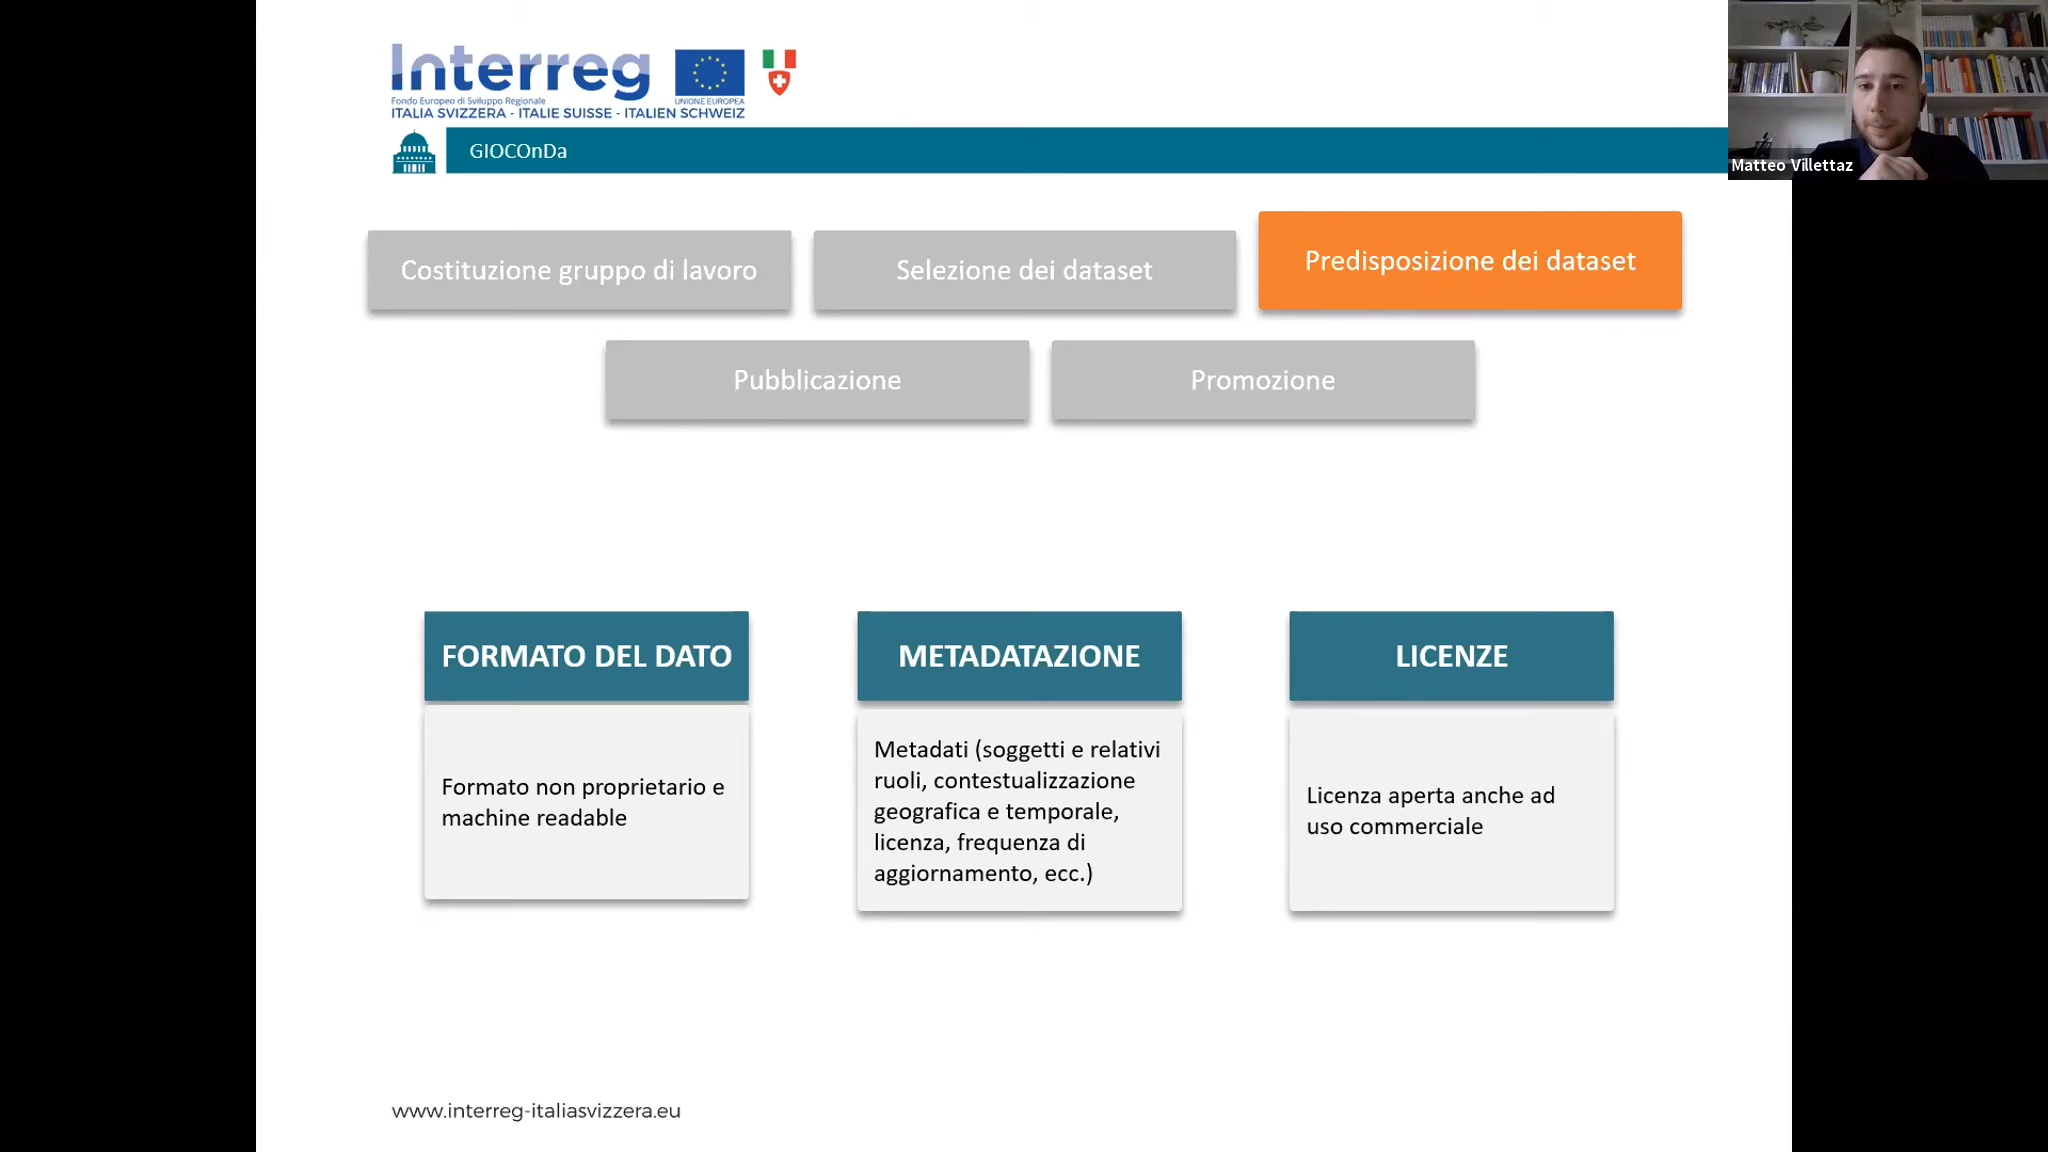 Interreg
Fondo Europeo di Sviluppo Regionale
UNIONE EUROPEA
ITALIA SVIZZERA - ITALIE SUISSE - ITALIEN SCHWEIZ
GIOCOnDa
Matteo Villettaz
Costituzione gruppo di lavoro
Selezione dei dataset
Predisposizione dei dataset
Pubblicazione
Promozione
FORMATO DEL DATO
Formato non proprietario e
machine readable
METADATAZIONE
Metadati (soggetti e relativi
ruoli, contestualizzazione
geografica e temporale,
licenza, frequenza di
aggiornamento, ecc.)
LICENZE
Licenza aperta anche ad
uso commerciale
www.interreg-italiasvizzera.eu